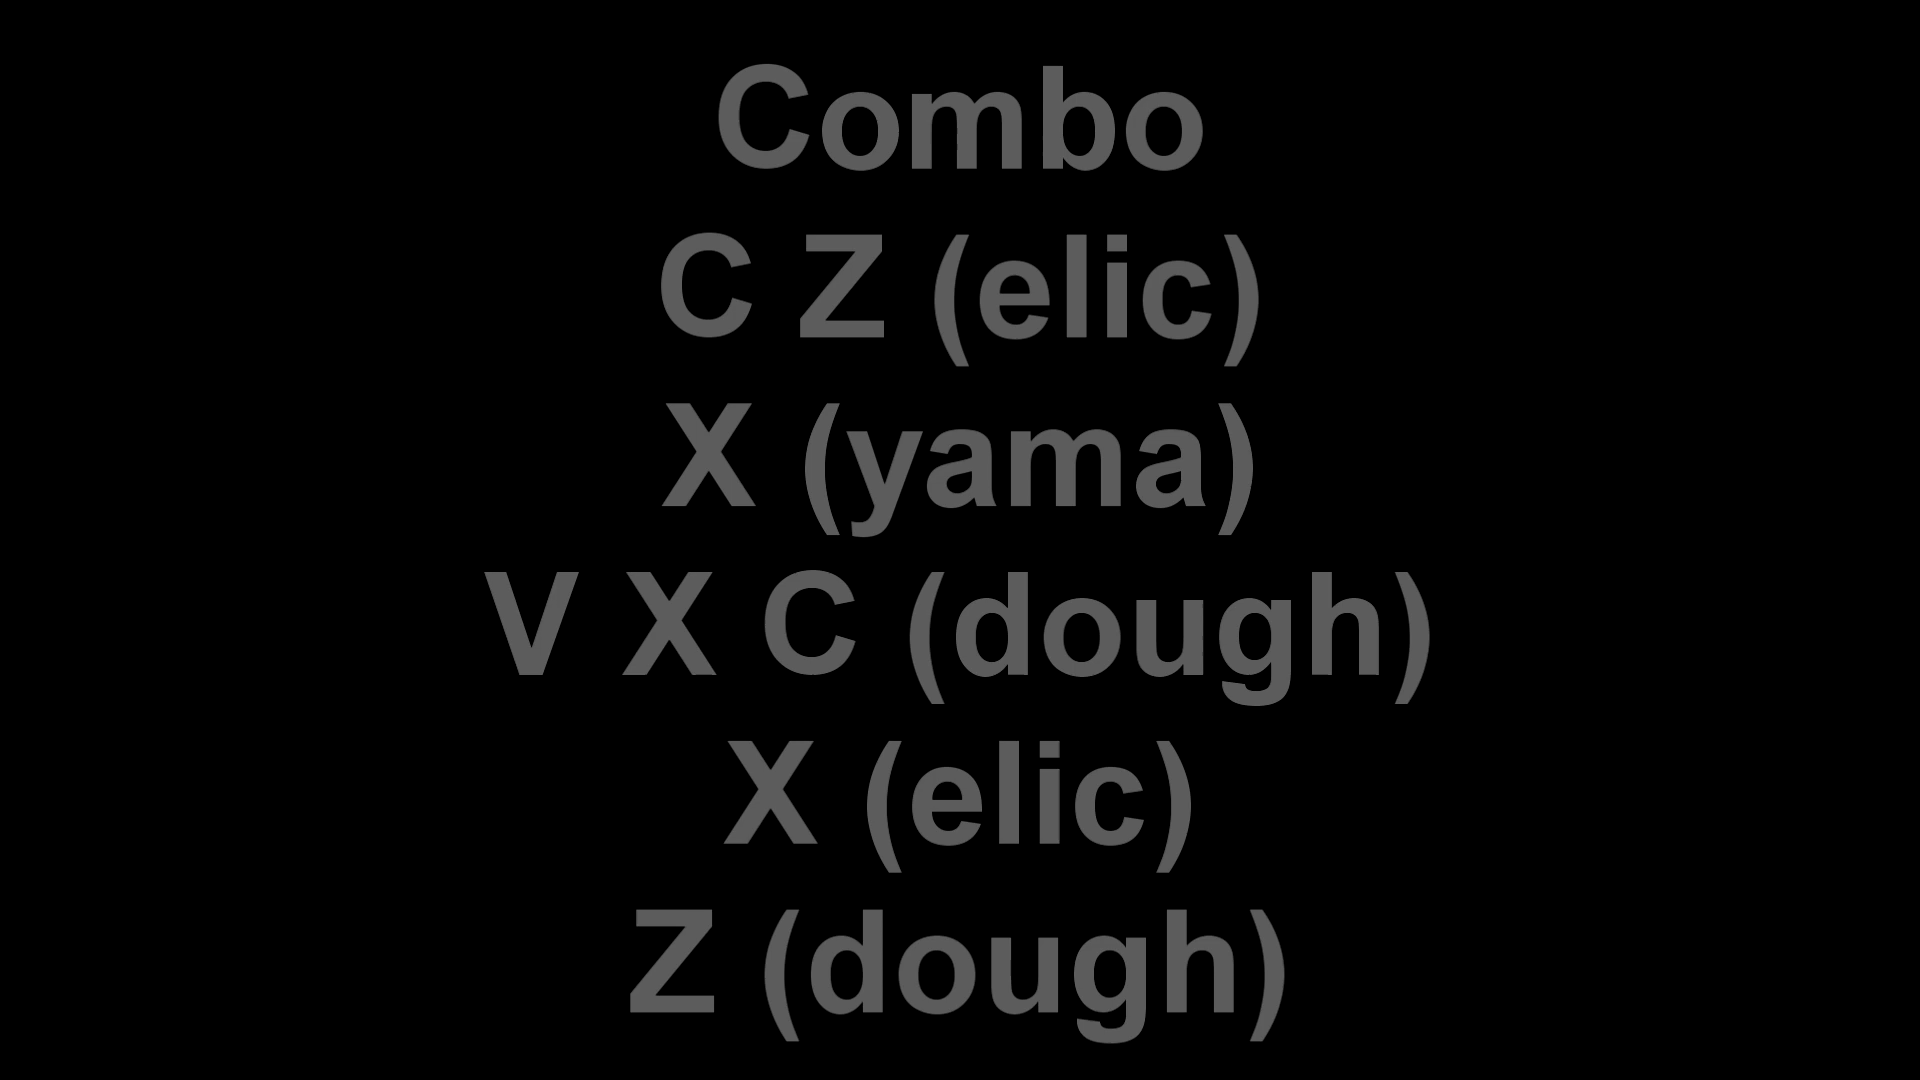 Combo
C Z (elic)
X (yama)
V X C (dough)
X (elic)
Z (dough)